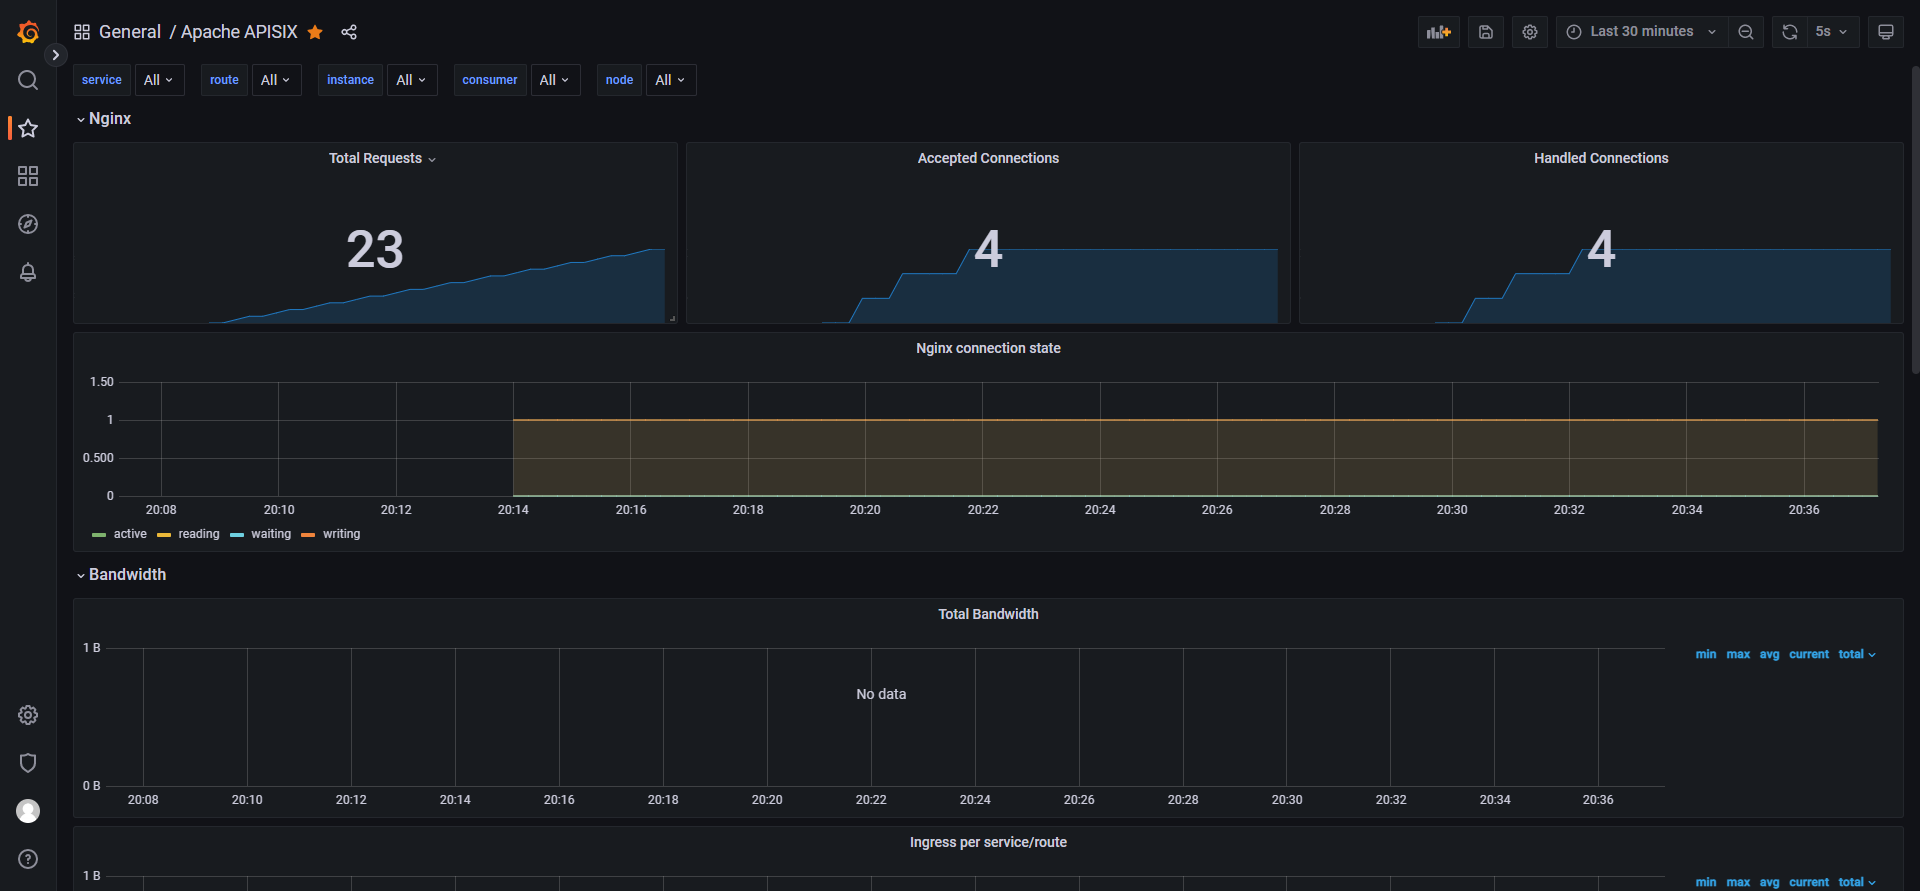 General / Apache APISIX
Last 30 minutes
5s
service All route All instance All consumer All node All
Nginx
Total Requests
23
Accepted Connections
4
Handled Connections
4
Nginx connection state
1.50
1
0.500
0
20:08 20:10 20:12 20:14 20:16 20:18 20:20 20:22 20:24 20:26 20:28 20:30 20:32 20:34 20:36
active reading waiting writing
Bandwidth
Total Bandwidth
1 B
min max avg current total
No data
0 B
20:08 20:10 20:12 20:14 20:16 20:18 20:20 20:22 20:24 20:26 20:28 20:30 20:32 20:34 20:36
Ingress per service/route
1 B
min max avg current total